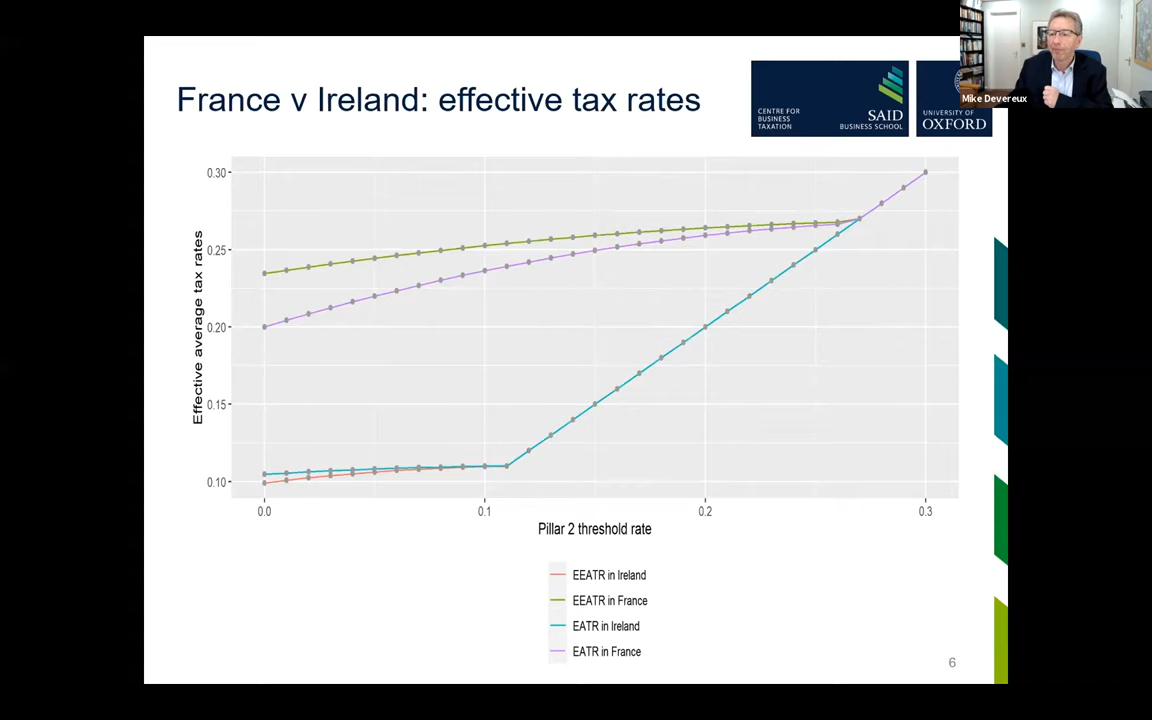 Mike Devereux
France v Ireland: effective tax rates
CENTRE FOR
BUSINESS
TAXATION
SAID
BUSINESS SCHOOL
UNIVERSITY OF
OXFORD
Effective average tax rates
0.30
0.25
0.20
0.15
0.10
0.0
0.1
0.2
0.3
Pillar 2 threshold rate
EEATR in Ireland
EEATR in France
EATR in Ireland
EATR in France
6